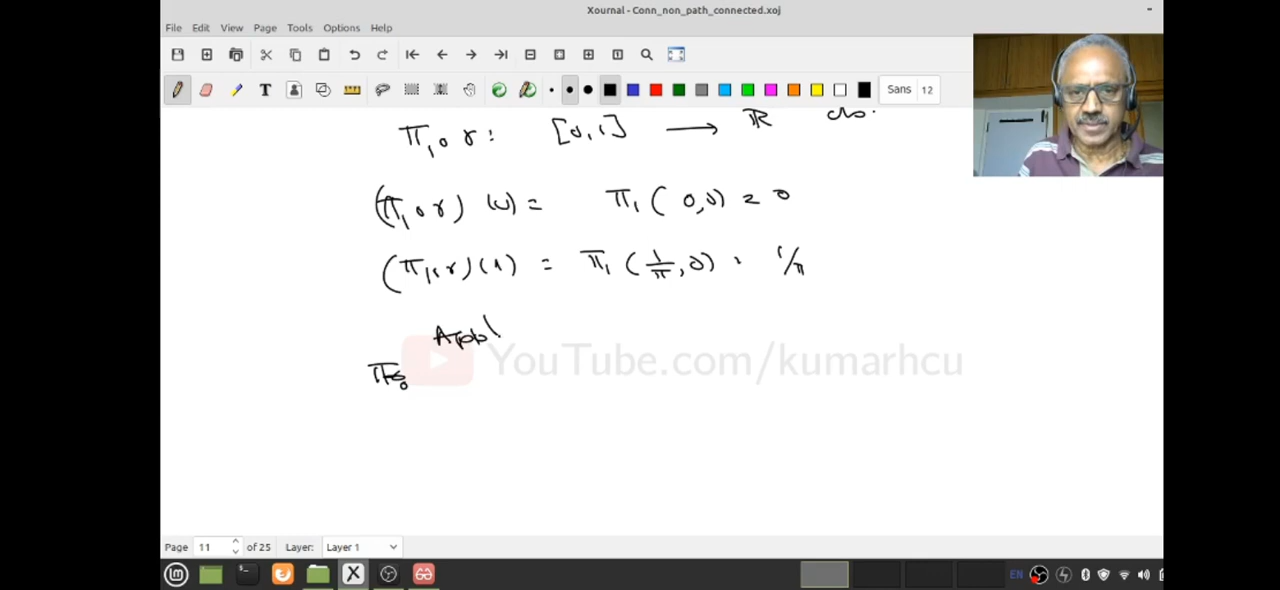 Xournal - Conn_non_path_connected.xoj
File Edit View Page Tools Options Help
Sans 12
π₁ ∘ γ : [0,1] → ℝ cts.
(π₁ ∘ γ) (0) = π₁ ( 0,0) = 0
(π₁ ∘ γ) (1) = π₁ ( 1/π , 0) = 1/π
Appl
YouTube.com/kumarhcu
Page 11 of 25 Layer: Layer 1
EN